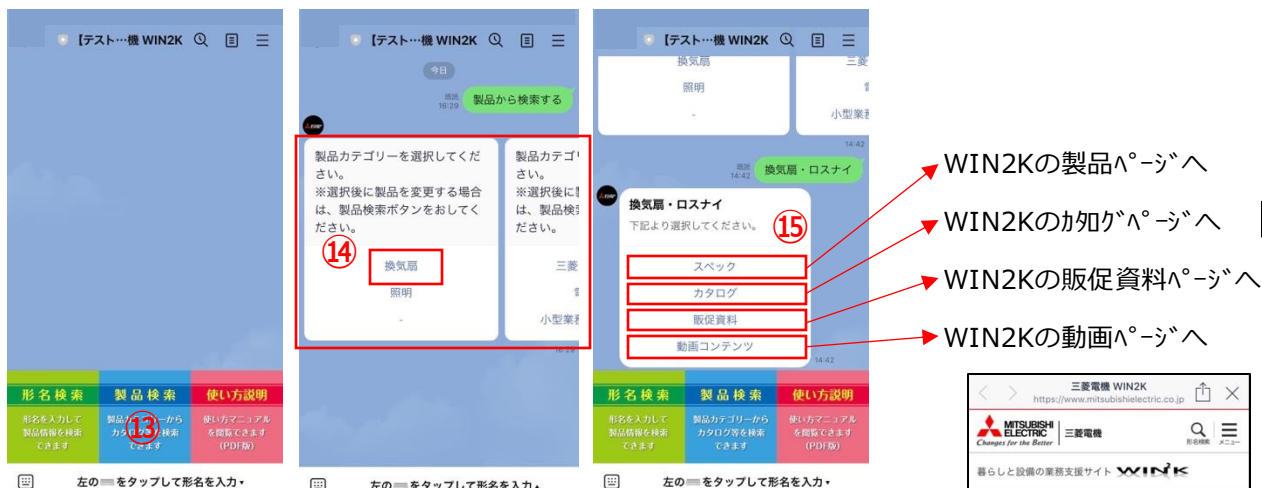 【テスト…機 WIN2K
形名検索
製品検索
使い方説明
形名を入力して
製品情報を検索
できます
製品カテゴリーから
カタログ等を検索
できます
使い方マニュアル
を閲覧できます
(PDF版)
⑬
左の⌨をタップして形名を入力▾
【テスト…機 WIN2K
今日
既読
16:29
製品から検索する
製品カテゴリーを選択してくだ
さい。
※選択後に製品を変更する場合
は、製品検索ボタンをおしてく
ださい。
⑭
換気扇
照明
-
製品カテゴリ
さい。
※選択後に製
は、製品検索
ださい。
三菱
小型業務
16:29
左の⌨をタップして形名を入力▾
【テスト…機 WIN2K
換気扇
照明
-
三菱
小型業務
14:42
既読
14:42
換気扇・ロスナイ
換気扇・ロスナイ
下記より選択してください。
⑮
スペック
カタログ
販促資料
動画コンテンツ
14:42
形名検索
製品検索
使い方説明
形名を入力して
製品情報を検索
できます
製品カテゴリーから
カタログ等を検索
できます
使い方マニュアル
を閲覧できます
(PDF版)
左の⌨をタップして形名を入力▾
WIN2Kの製品ﾍﾟｰｼﾞへ
WIN2Kのｶﾀﾛｸﾞﾍﾟｰｼﾞへ
WIN2Kの販促資料ﾍﾟｰｼﾞへ
WIN2Kの動画ﾍﾟｰｼﾞへ
三菱電機 WIN2K
https://www.mitsubishielectric.co.jp
MITSUBISHI
ELECTRIC
Changes for the Better
三菱電機
形名検索
メニュー
暮らしと設備の業務支援サイト WIN²K